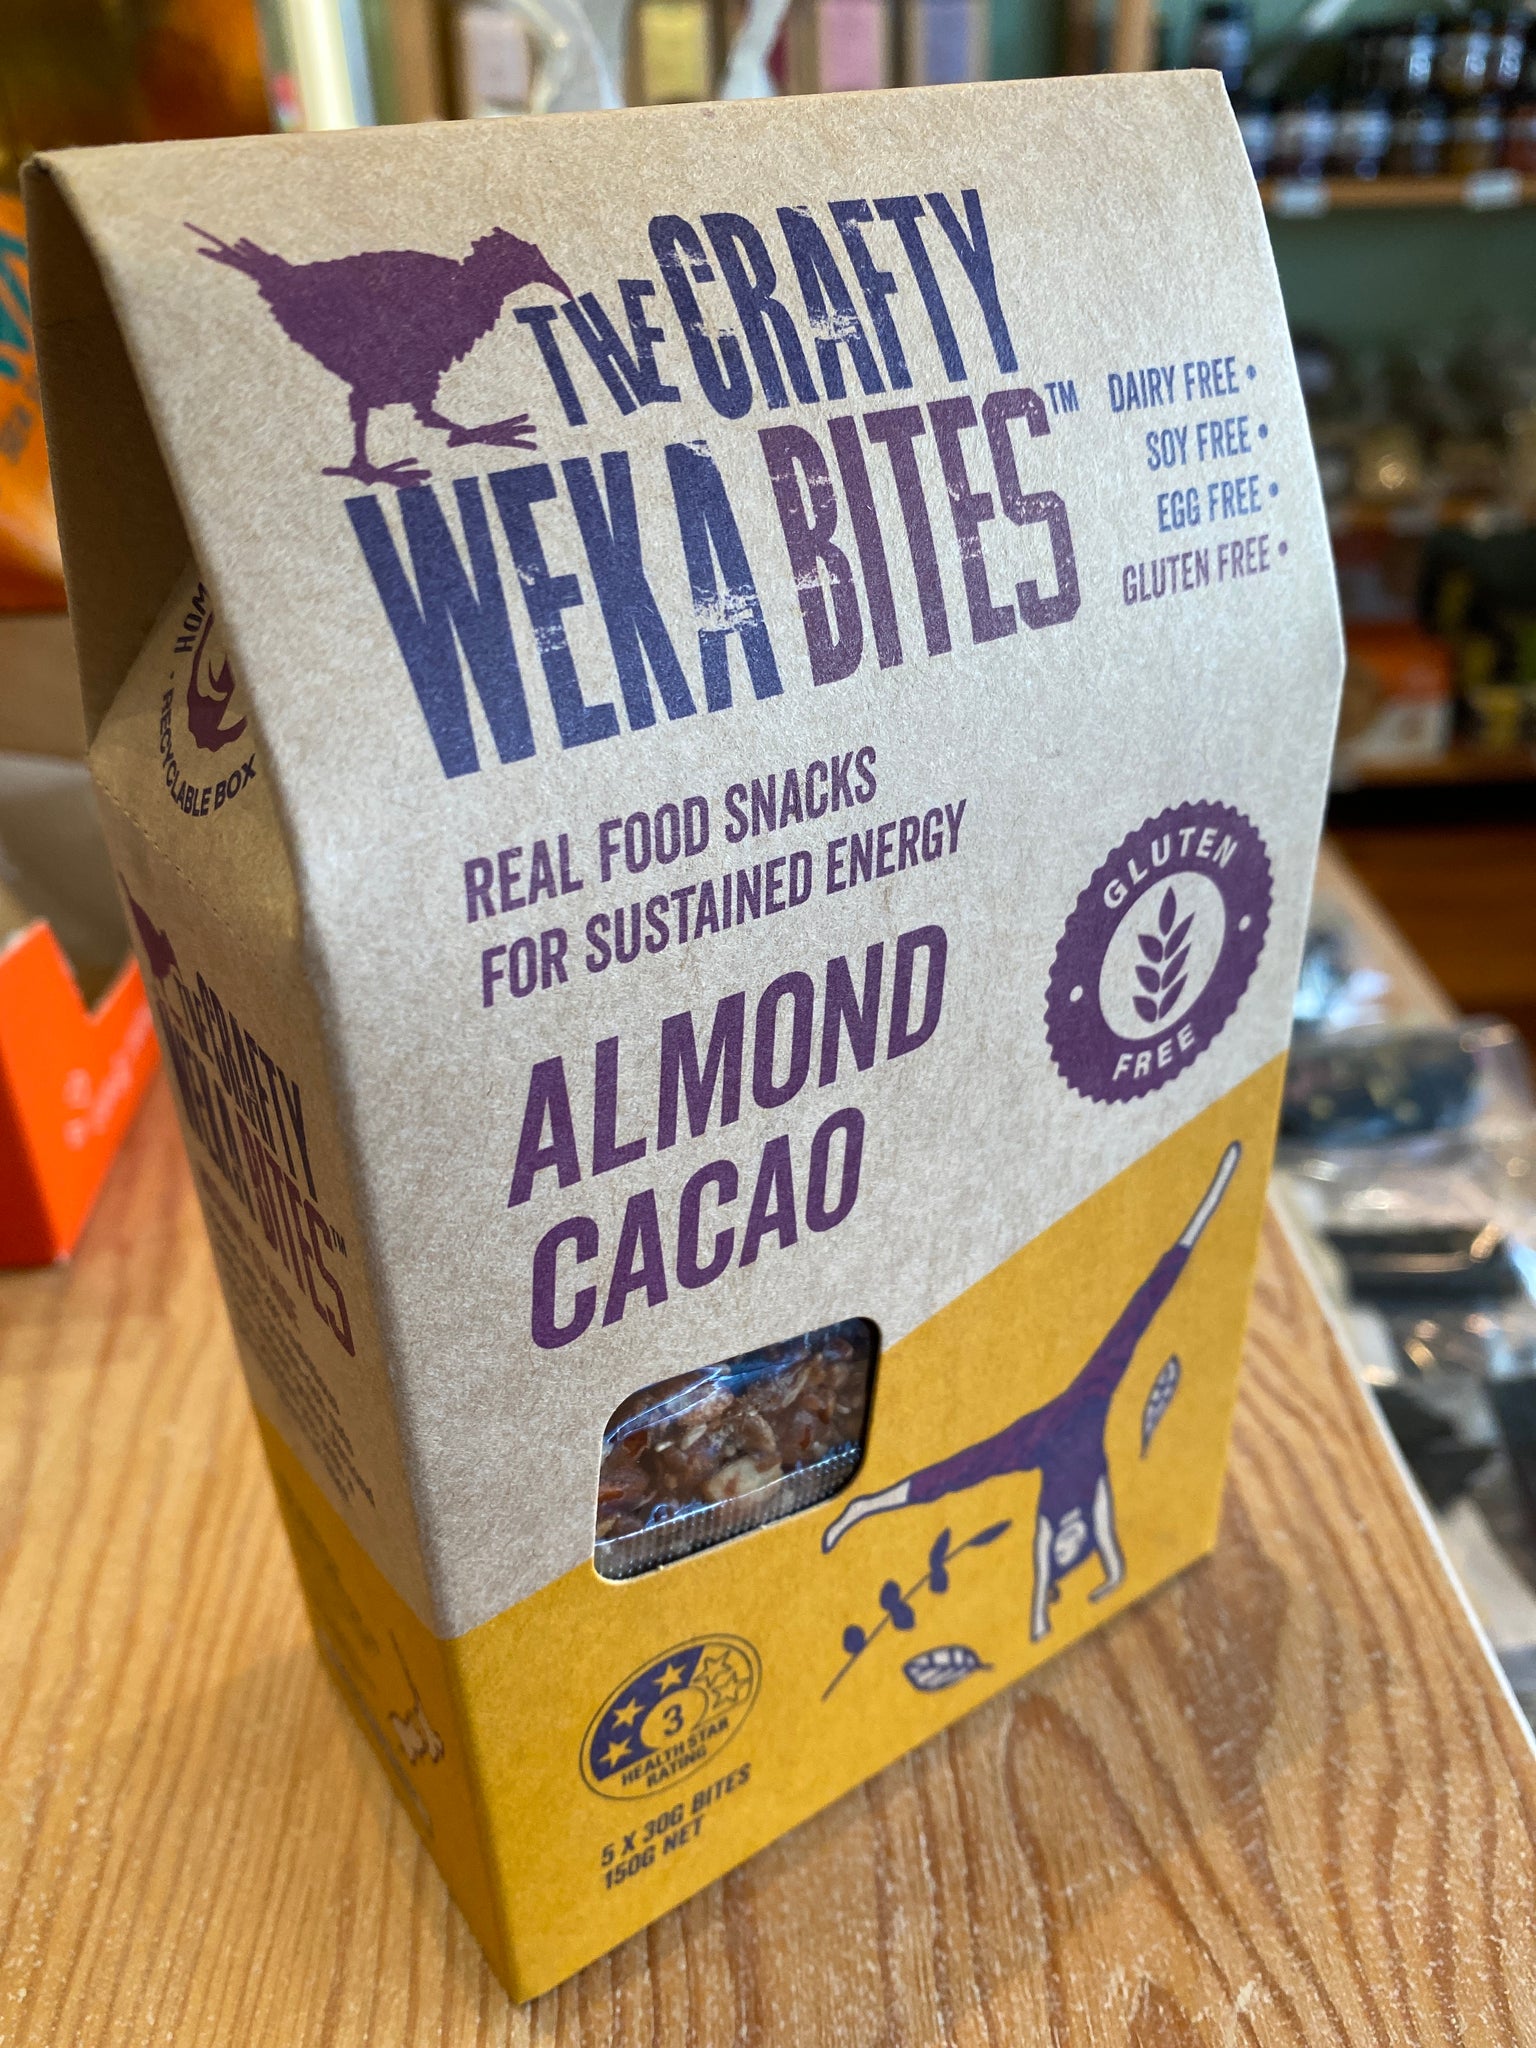 THE CRAFTY
WEKA BITES™
DAIRY FREE •
SOY FREE •
EGG FREE •
GLUTEN FREE •
REAL FOOD SNACKS
FOR SUSTAINED ENERGY
ALMOND
CACAO
GLUTEN
FREE
3
HEALTH STAR
RATING
5 X 30G BITES
150G NET
RECYCLABLE BOX
THE CRAFTY
WEKA BITES™